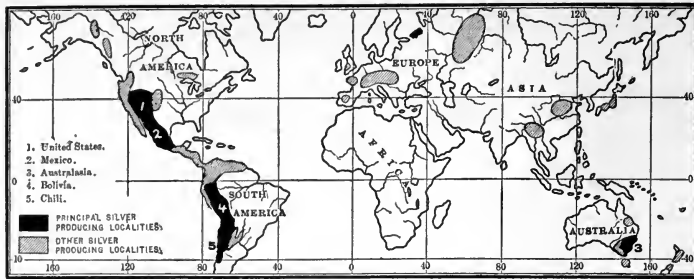 160 120 80 40 0 40 80 120 160
NORTH
AMERICA
EUROPE
ASIA
40 40
AFRICA
1
2
1. United States.
2. Mexico.
3. Australasia.
4. Bolivia.
5. Chili.
0 0
SOUTH
AMERICA
4
PRINCIPAL SILVER
PRODUCING LOCALITIES
OTHER SILVER
PRODUCING LOCALITIES
AUSTRALIA
3
5
40
120 80 60 40 0 40 80 120 160